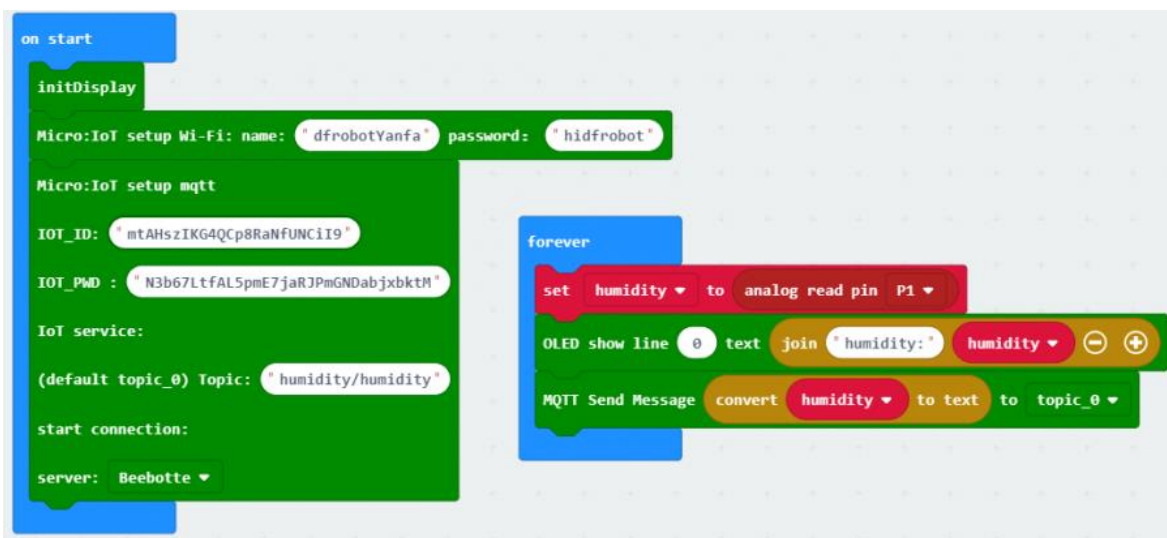 on start
initDisplay
Micro:IoT setup Wi-Fi: name: "dfrobotYanfa" password: "hidfrobot"
Micro:IoT setup mqtt
IOT_ID: "mtAHszIKG4QCp8RaNfUNCiI9"
IOT_PWD : "N3b67LtfAL5pmE7jaRJPmGNDabjxbktM"
IoT service:
(default topic_0) Topic: "humidity/humidity"
start connection:
server: Beebotte
forever
set humidity to analog read pin P1
OLED show line 0 text join "humidity:" humidity
MQTT Send Message convert humidity to text to topic_0